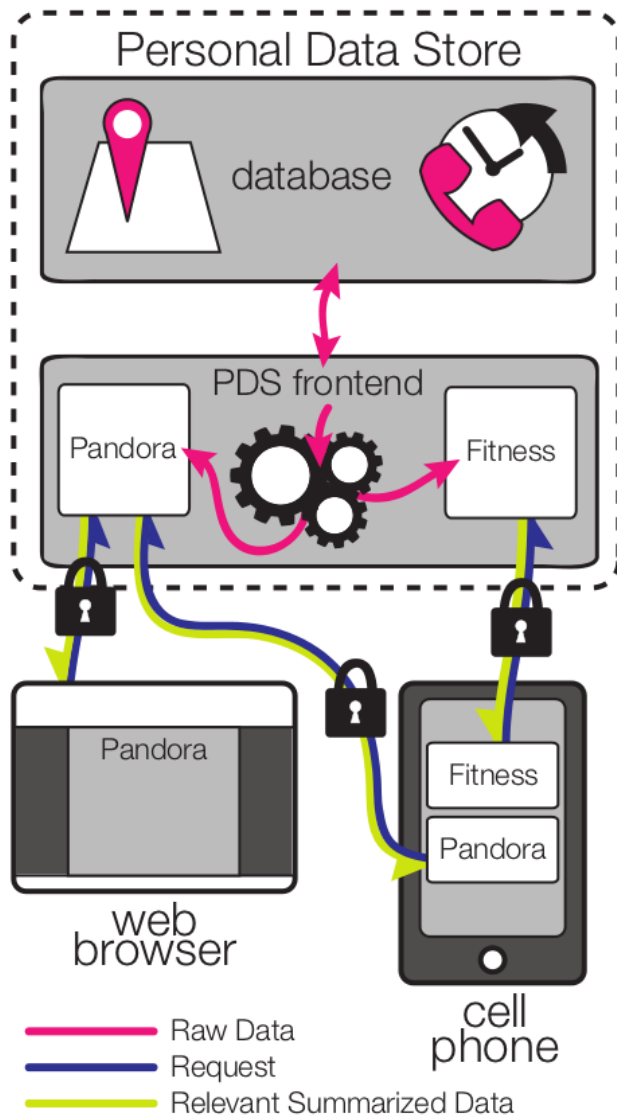 Personal Data Store
database
PDS frontend
Pandora
Fitness
Pandora
Fitness
Pandora
web
browser
cell
phone
Raw Data
Request
Relevant Summarized Data